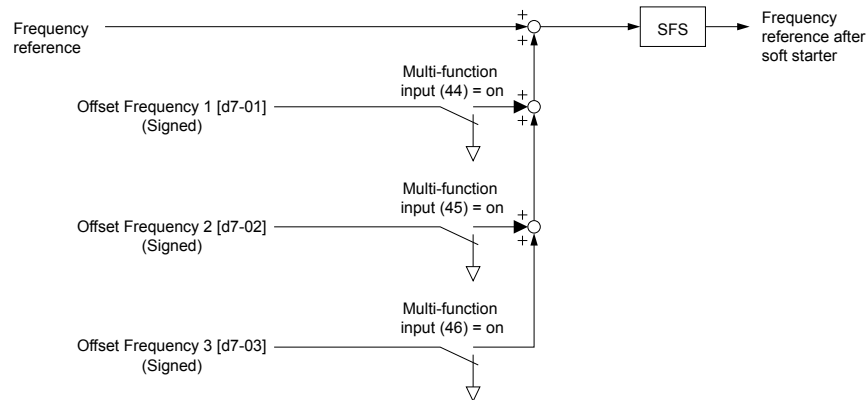 Frequency
reference
+
+
SFS
Frequency
reference after
soft starter
Multi-function
input (44) = on
Offset Frequency 1 [d7-01]
(Signed)
+
+
Multi-function
input (45) = on
Offset Frequency 2 [d7-02]
(Signed)
+
+
Multi-function
input (46) = on
Offset Frequency 3 [d7-03]
(Signed)